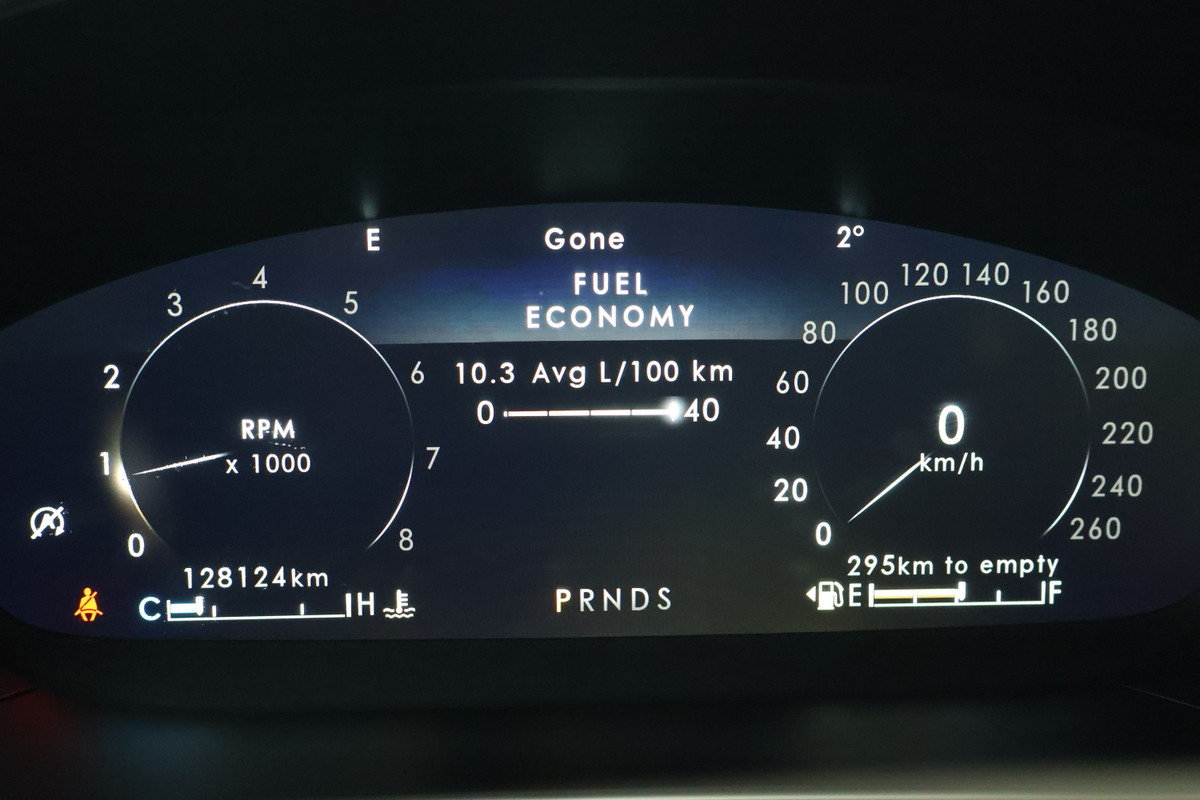 E Gone 2°
FUEL
ECONOMY
10.3 Avg L/100 km
0 40
0 1 2 3 4 5 6 7 8
RPM
x 1000
0 20 40 60 80 100 120 140 160 180 200 220 240 260
0
km/h
128124km
C H
PRNDS
295km to empty
E F